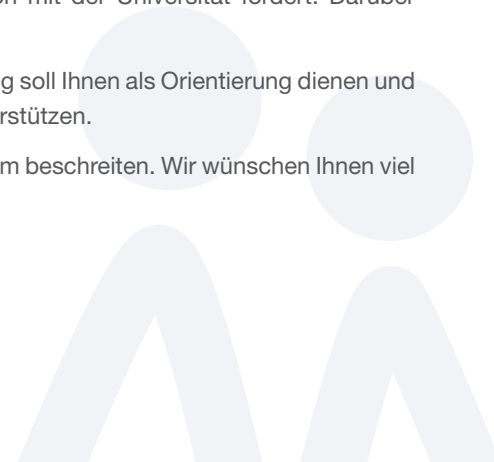 mit der Universität fördert. Darüber
g soll Ihnen als Orientierung dienen und
rstützen.
m beschreiten. Wir wünschen Ihnen viel